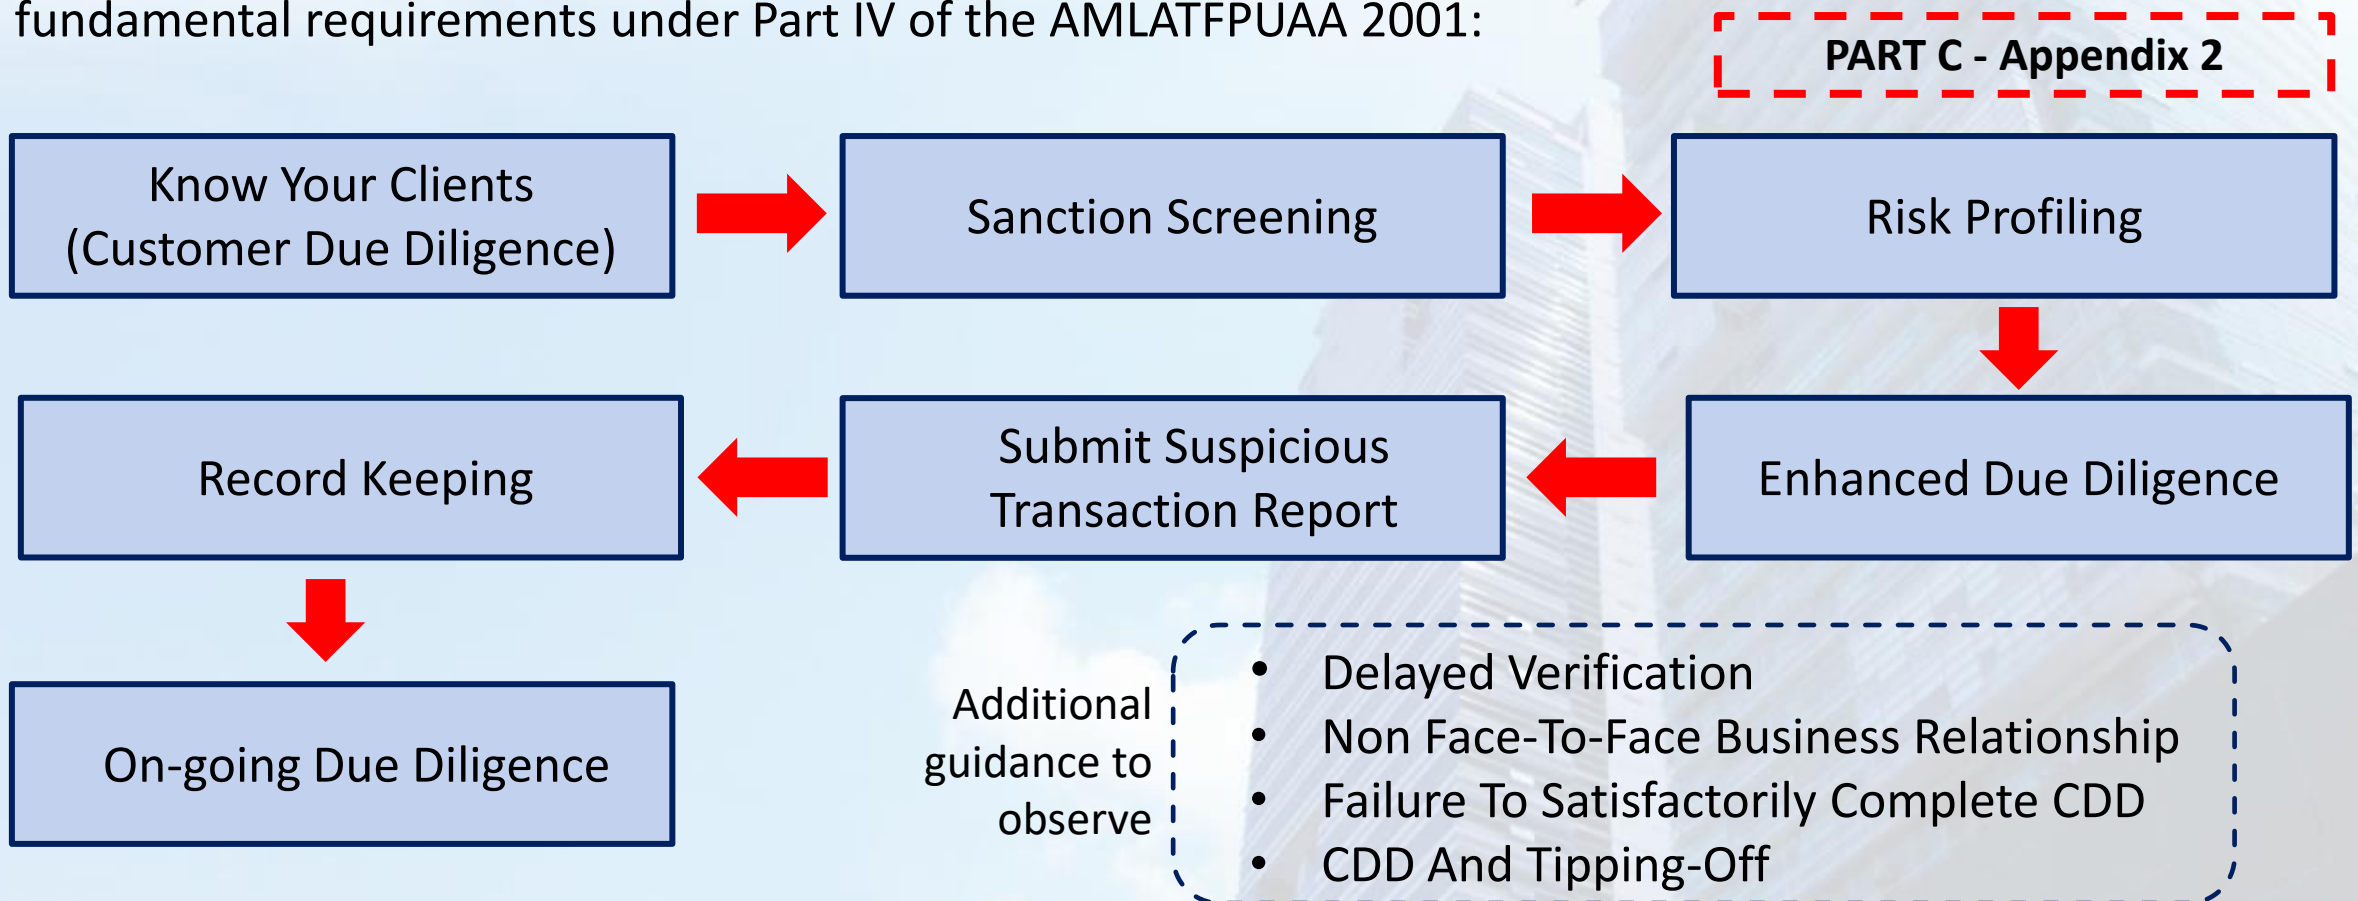 fundamental requirements under Part IV of the AMLATFPUAA 2001:
PART C - Appendix 2
Know Your Clients
(Customer Due Diligence)
Sanction Screening
Risk Profiling
Record Keeping
Submit Suspicious
Transaction Report
Enhanced Due Diligence
On-going Due Diligence
Additional
guidance to
observe
• Delayed Verification
• Non Face-To-Face Business Relationship
• Failure To Satisfactorily Complete CDD
• CDD And Tipping-Off